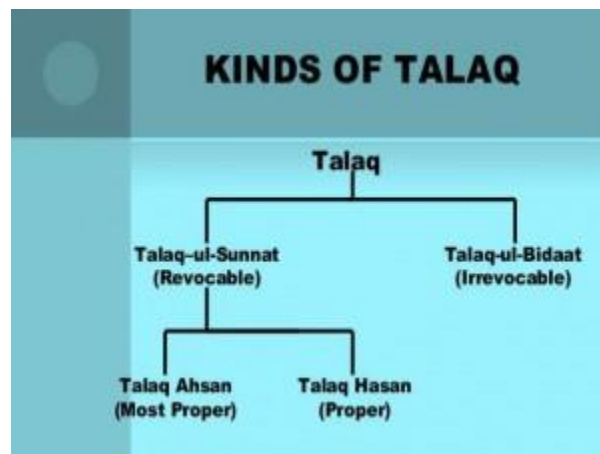 KINDS OF TALAQ
Talaq
Talaq-ul-Sunnat
(Revocable)
Talaq-ul-Bidaat
(Irrevocable)
Talaq Ahsan
(Most Proper)
Talaq Hasan
(Proper)